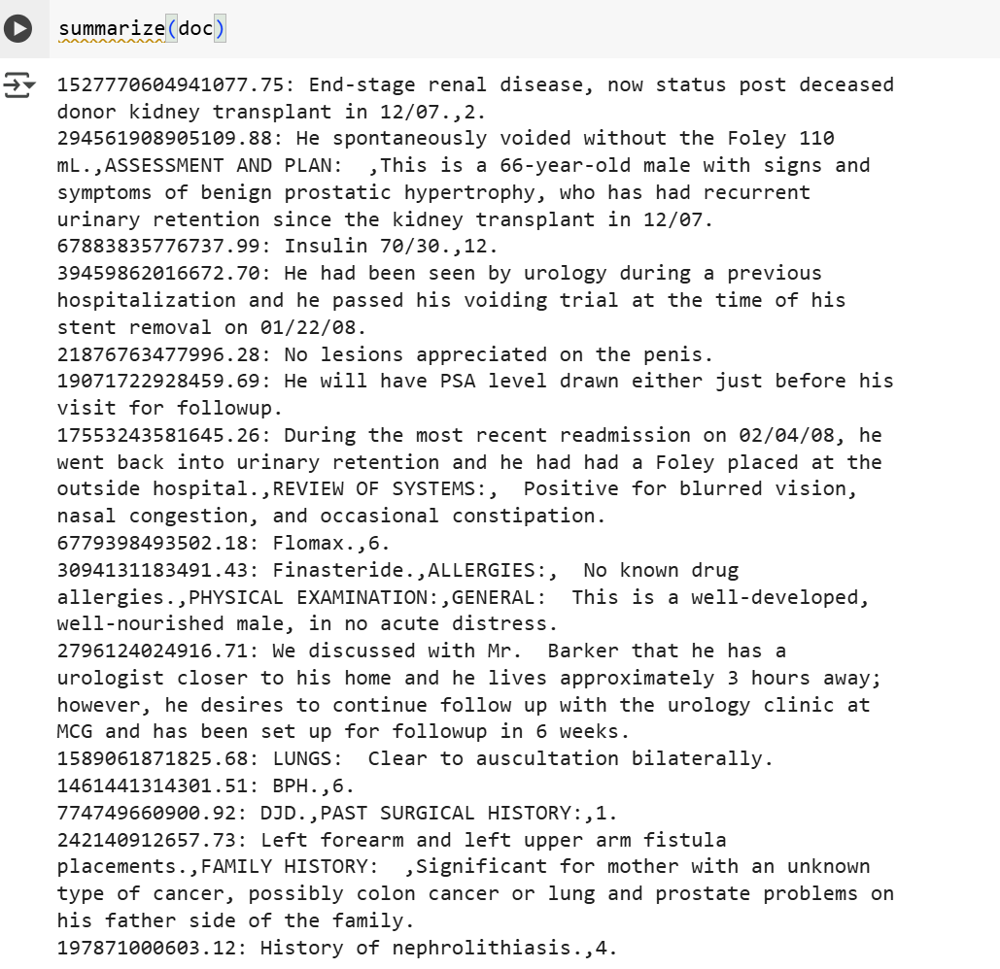 summarize(doc)
1527770604941077.75: End-stage renal disease, now status post deceased
donor kidney transplant in 12/07.,2.
294561908905109.88: He spontaneously voided without the Foley 110
mL.,ASSESSMENT AND PLAN:  ,This is a 66-year-old male with signs and
symptoms of benign prostatic hypertrophy, who has had recurrent
urinary retention since the kidney transplant in 12/07.
67883835776737.99: Insulin 70/30.,12.
39459862016672.70: He had been seen by urology during a previous
hospitalization and he passed his voiding trial at the time of his
stent removal on 01/22/08.
21876763477996.28: No lesions appreciated on the penis.
19071722928459.69: He will have PSA level drawn either just before his
visit for followup.
17553243581645.26: During the most recent readmission on 02/04/08, he
went back into urinary retention and he had had a Foley placed at the
outside hospital.,REVIEW OF SYSTEMS:,  Positive for blurred vision,
nasal congestion, and occasional constipation.
6779398493502.18: Flomax.,6.
3094131183491.43: Finasteride.,ALLERGIES:,  No known drug
allergies.,PHYSICAL EXAMINATION:,GENERAL:  This is a well-developed,
well-nourished male, in no acute distress.
2796124024916.71: We discussed with Mr.  Barker that he has a
urologist closer to his home and he lives approximately 3 hours away;
however, he desires to continue follow up with the urology clinic at
MCG and has been set up for followup in 6 weeks.
1589061871825.68: LUNGS:  Clear to auscultation bilaterally.
1461441314301.51: BPH.,6.
774749660900.92: DJD.,PAST SURGICAL HISTORY:,1.
242140912657.73: Left forearm and left upper arm fistula
placements.,FAMILY HISTORY:  ,Significant for mother with an unknown
type of cancer, possibly colon cancer or lung and prostate problems on
his father side of the family.
197871000603.12: History of nephrolithiasis.,4.